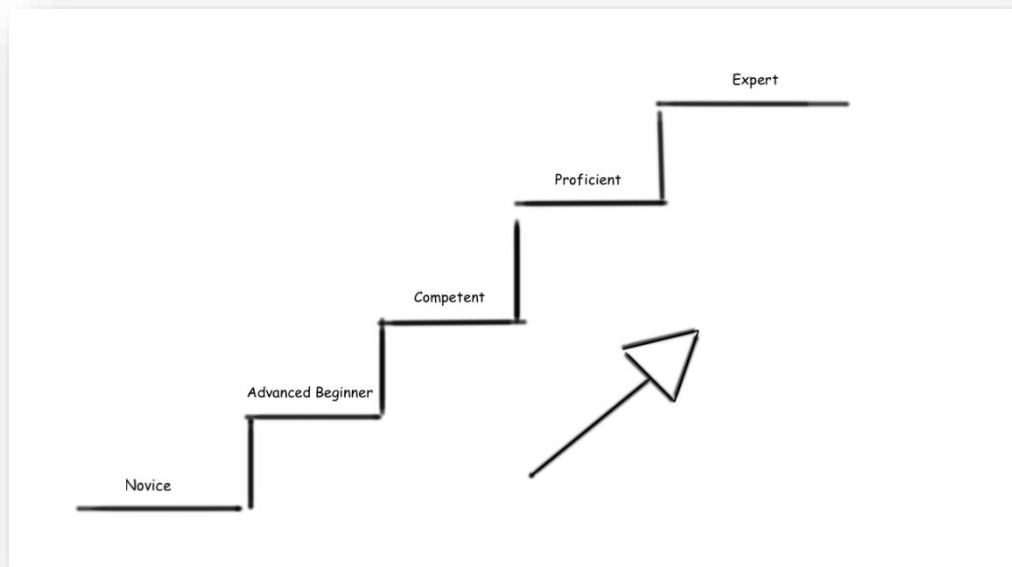 Expert
Proficient
Competent
Advanced Beginner
Novice